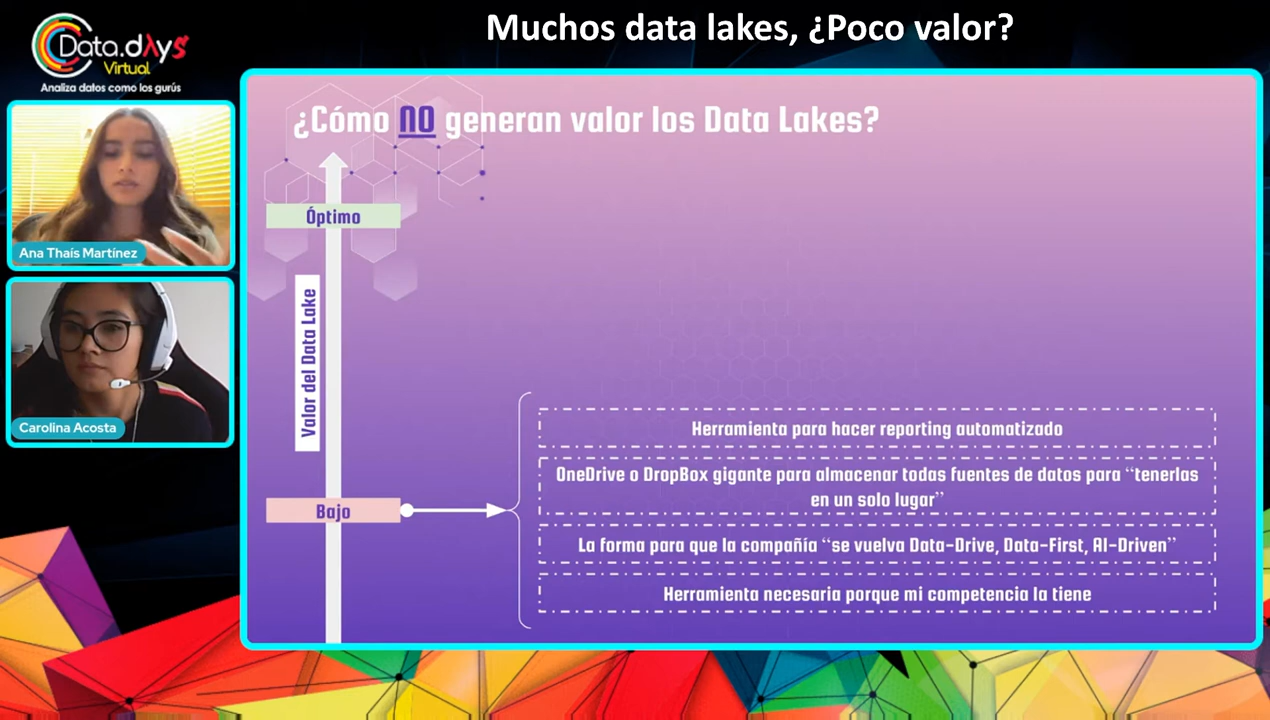 Muchos data lakes, ¿Poco valor?
Data.dAys
Virtual
Analiza datos como los gurús
Ana Thaís Martínez
Carolina Acosta
¿Cómo no generan valor los Data Lakes?
Óptimo
Valor del Data Lake
Bajo
Herramienta para hacer reporting automatizado
OneDrive o DropBox gigante para almacenar todas fuentes de datos para “tenerlas
en un solo lugar”
La forma para que la compañía “se vuelva Data-Drive, Data-First, AI-Driven”
Herramienta necesaria porque mi competencia la tiene